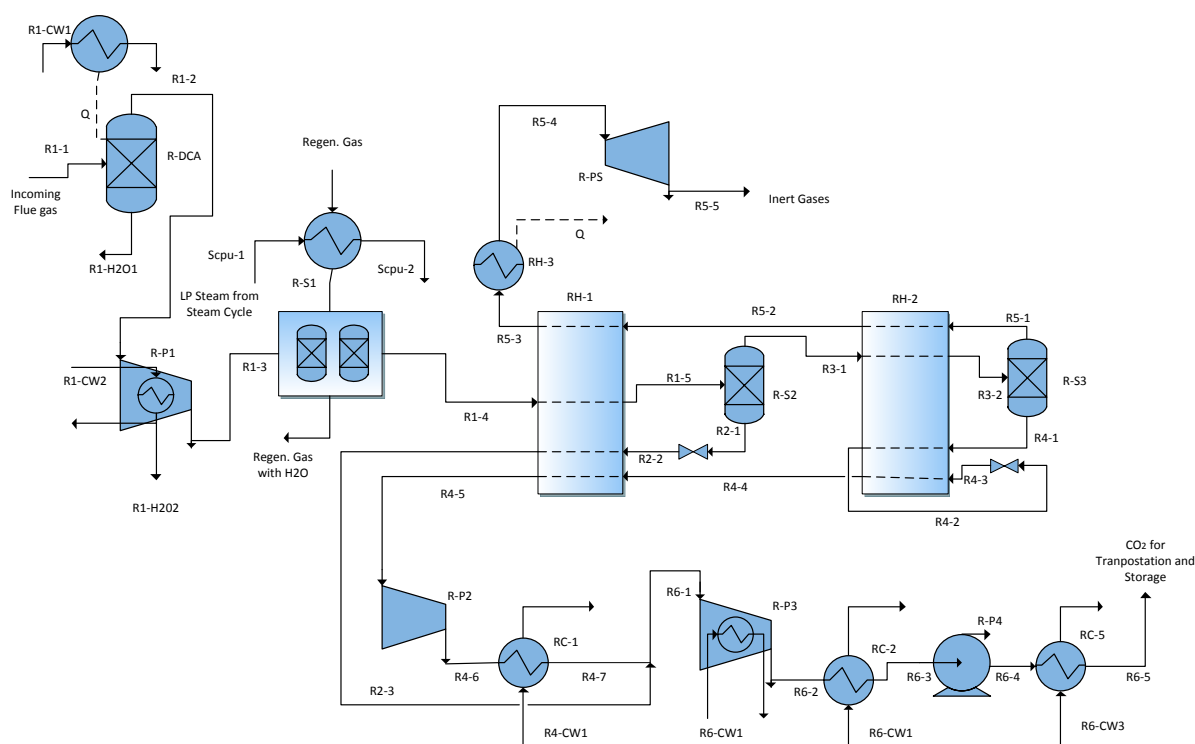 R1-CW1
R1-2
Q
R1-1
R-DCA
Incoming
Flue gas
R1-H2O1
Regen. Gas
Scpu-1
Scpu-2
R-S1
LP Steam from
Steam Cycle
R5-4
R-PS
R5-5
Inert Gases
RH-3
Q
R-P1
R1-CW2
R1-3
R1-H202
Regen. Gas
with H2O
R1-4
RH-1
R5-3
R5-2
RH-2
R5-1
R1-5
R-S2
R3-1
R3-2
R-S3
R2-1
R2-2
R4-1
R4-5
R4-4
R4-3
R4-2
R-P2
R4-6
RC-1
R4-7
R2-3
R4-CW1
R6-1
R-P3
R6-CW1
R6-2
RC-2
R6-CW1
R6-3
R-P4
R6-4
RC-5
R6-5
R6-CW3
CO2 for
Tranpostation and
Storage